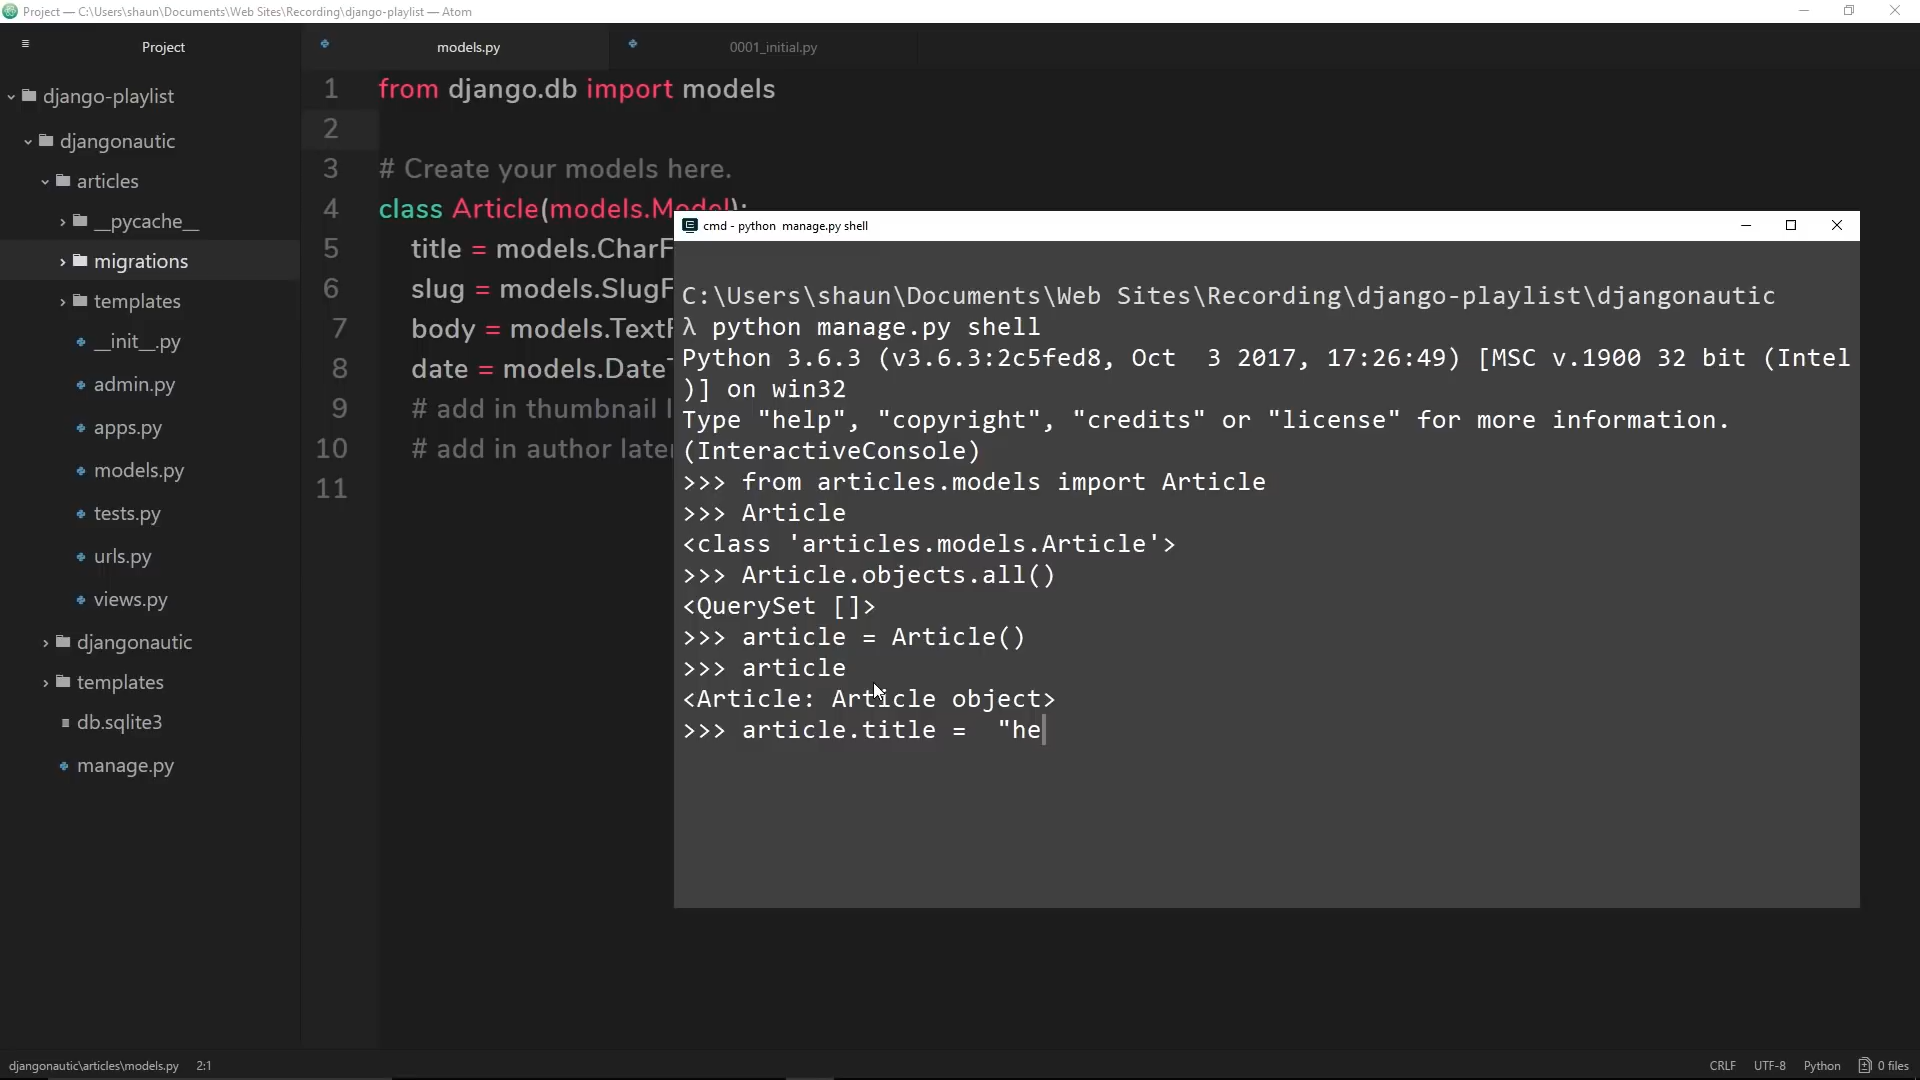 Project — C:\Users\shaun\Documents\Web Sites\Recording\django-playlist — Atom
Project
models.py
0001_initial.py
django-playlist
djangonautic
articles
__pycache__
migrations
templates
__init__.py
admin.py
apps.py
models.py
tests.py
urls.py
views.py
djangonautic
templates
db.sqlite3
manage.py
1 from django.db import models
2
3 # Create your models here.
4 class Article(models.Model):
5 title = models.CharF
6 slug = models.SlugF
7 body = models.TextF
8 date = models.DateT
9 # add in thumbnail l
10 # add in author later
11
cmd - python manage.py shell
C:\Users\shaun\Documents\Web Sites\Recording\django-playlist\djangonautic
λ python manage.py shell
Python 3.6.3 (v3.6.3:2c5fed8, Oct  3 2017, 17:26:49) [MSC v.1900 32 bit (Intel
)] on win32
Type "help", "copyright", "credits" or "license" for more information.
(InteractiveConsole)
>>> from articles.models import Article
>>> Article
<class 'articles.models.Article'>
>>> Article.objects.all()
<QuerySet []>
>>> article = Article()
>>> article
<Article: Article object>
>>> article.title =  "he
djangonautic\articles\models.py 2:1
CRLF UTF-8 Python 0 files